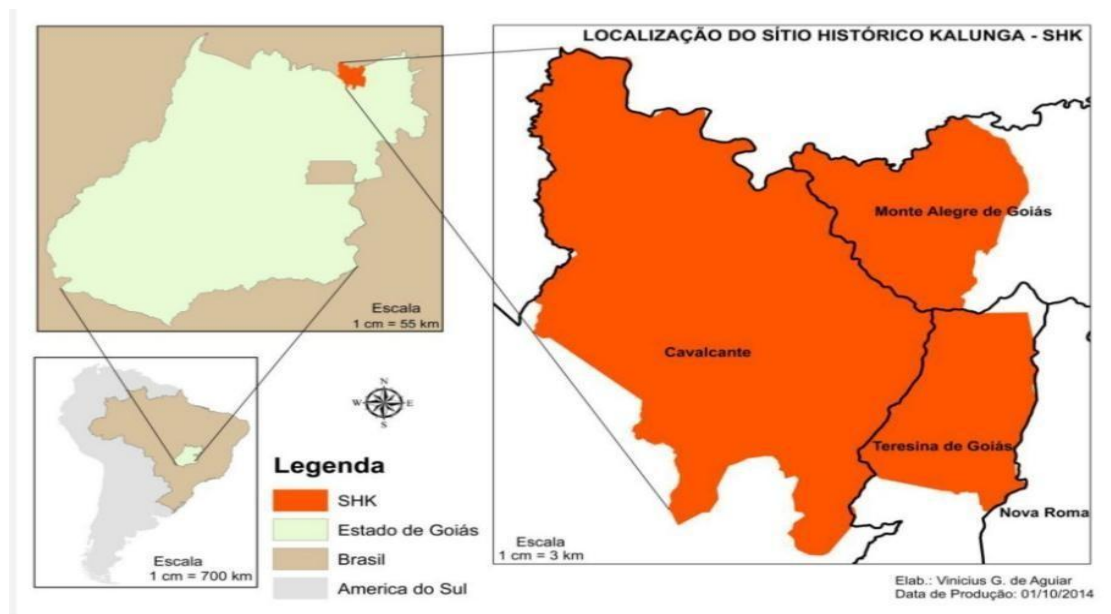 LOCALIZAÇÃO DO SÍTIO HISTÓRICO KALUNGA - SHK
Monte Alegre de Goiás
Cavalcante
Teresina de Goiás
Nova Roma
Escala
1 cm = 3 km
Escala
1 cm = 55 km
N
W
E
S
Escala
1 cm = 700 km
Legenda
SHK
Estado de Goiás
Brasil
America do Sul
Elab.: Vinicius G. de Aguiar
Data de Produção: 01/10/2014